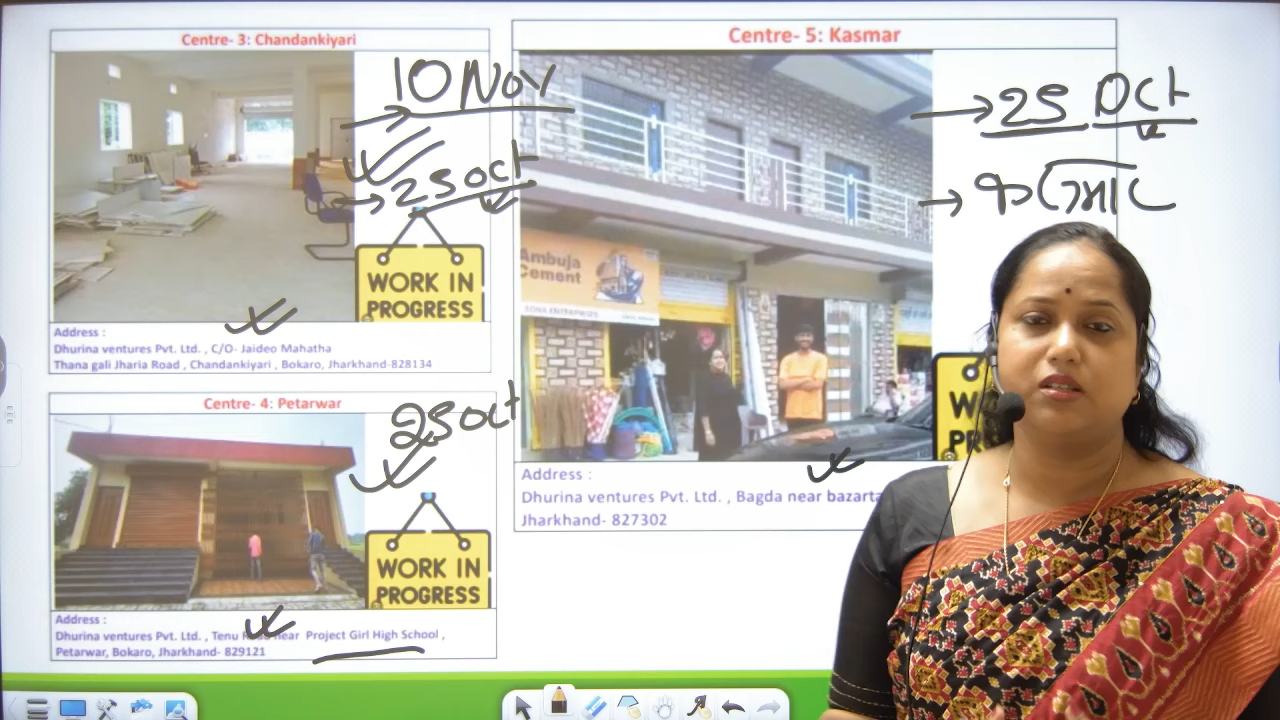 Centre- 3: Chandankiyari
10 Nov
25 Oct
WORK IN
PROGRESS
Address :
Dhurina ventures Pvt. Ltd. , C/O- Jaideo Mahatha
Thana gali Jharia Road , Chandankiyari , Bokaro, Jharkhand-828134
Centre- 4: Petarwar
25 Oct
WORK IN
PROGRESS
Address :
Dhurina ventures Pvt. Ltd. , Tenu near Project Girl High School ,
Petarwar, Bokaro, Jharkhand- 829121
Centre- 5: Kasmar
25 Oct
Ambuja
Cement
Address :
Dhurina ventures Pvt. Ltd. , Bagda near
Jharkhand- 827302